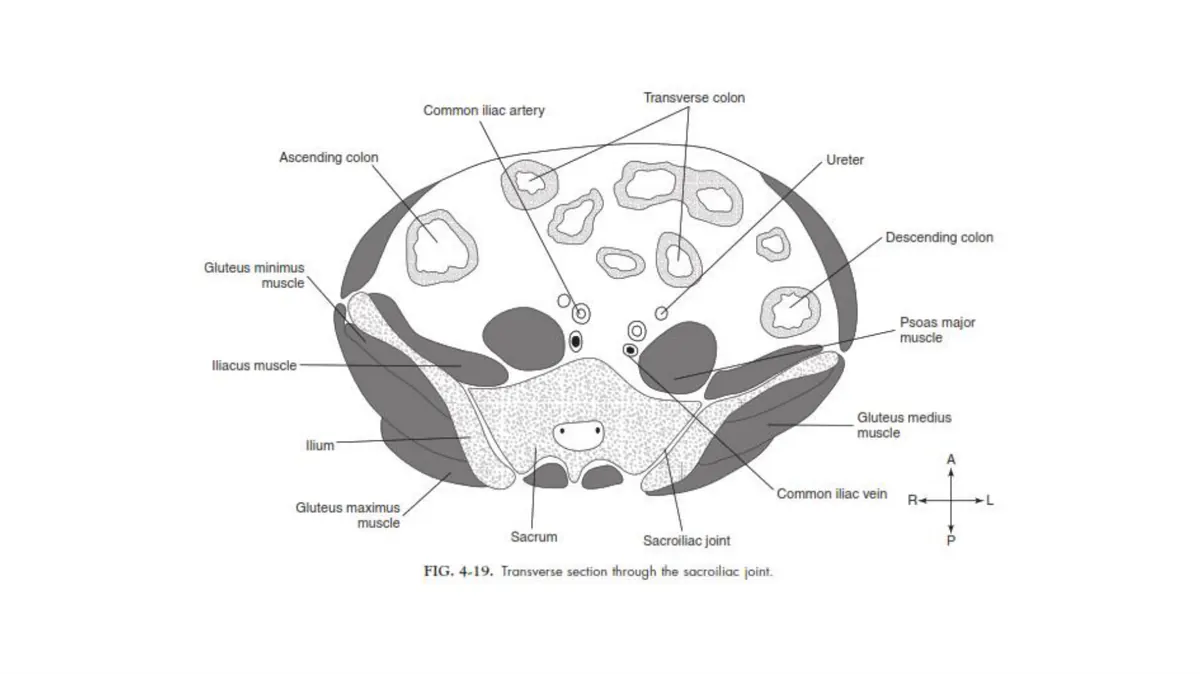 Transverse colon
Common iliac artery
Ascending colon
Ureter
Descending colon
Gluteus minimus
muscle
Psoas major
muscle
Iliacus muscle
Gluteus medius
muscle
Ilium
A
Common iliac vein
R
L
Gluteus maximus
muscle
Sacrum
Sacroiliac joint
P
FIG. 4-19. Transverse section through the sacroiliac joint.